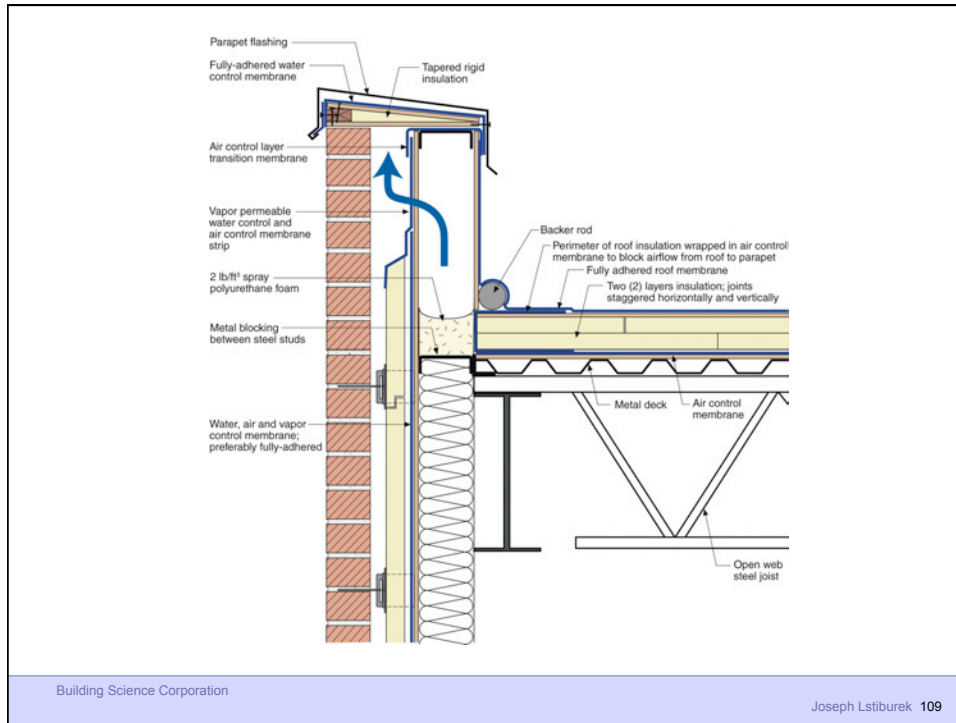 Parapet flashing
Fully-adhered water
control membrane
Tapered rigid
insulation
Air control layer
transition membrane
Vapor permeable
water control and
air control membrane
strip
2 lb/ft³ spray
polyurethane foam
Metal blocking
between steel studs
Water, air and vapor
control membrane;
preferably fully-adhered
Backer rod
Perimeter of roof insulation wrapped in air control
membrane to block airflow from roof to parapet
Fully adhered roof membrane
Two (2) layers insulation; joints
staggered horizontally and vertically
Metal deck
Air control
membrane
Open web
steel joist
Building Science Corporation
Joseph Lstiburek 109